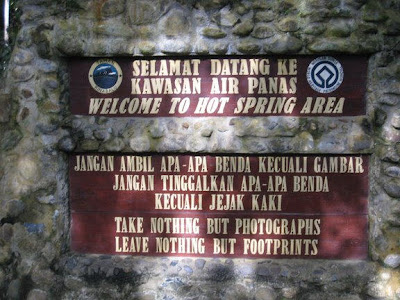 SELAMAT DATANG KE
KAWASAN AIR PANAS
WELCOME TO HOT SPRING AREA
JANGAN AMBIL APA-APA BENDA KECUALI GAMBAR
JANGAN TINGGALKAN APA-APA BENDA
KECUALI JEJAK KAKI
TAKE NOTHING BUT PHOTOGRAPHS
LEAVE NOTHING BUT FOOTPRINTS